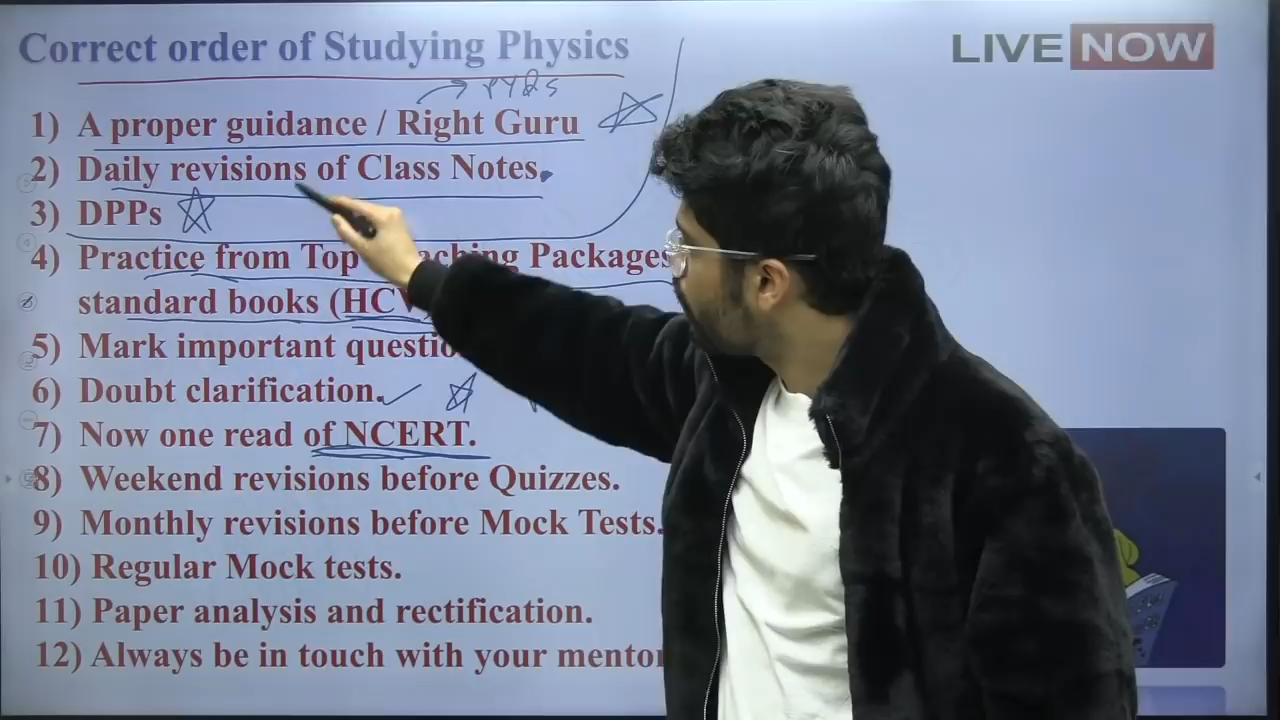 Correct order of Studying Physics
LIVE NOW
PYQs
1) A proper guidance / Right Guru
2) Daily revisions of Class Notes.
3) DPPs
4) Practice from Top Packages
standard books (HCV
5) Mark important
6) Doubt clarification.
7) Now one read of NCERT.
8) Weekend revisions before Quizzes.
9) Monthly revisions before Mock Tests.
10) Regular Mock tests.
11) Paper analysis and rectification.
12) Always be in touch with your